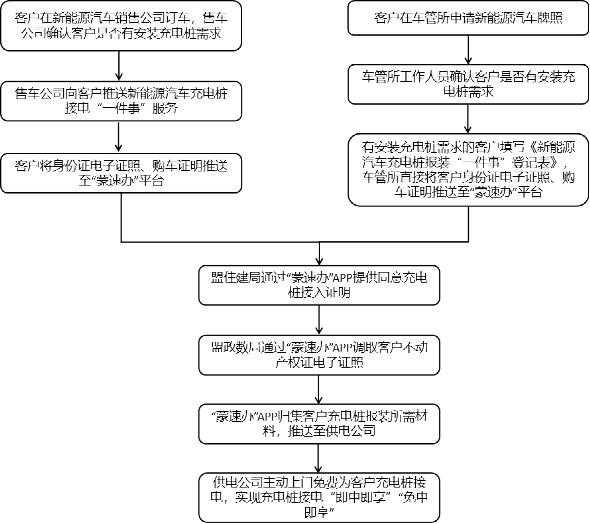 客户在新能源汽车销售公司订车，售车
公司确认客户是否有安装充电桩需求
售车公司向客户推送新能源汽车充电桩
接电“一件事”服务
客户将身份证电子证照、购车证明推送
至“蒙速办”平台
客户在车管所申请新能源汽车牌照
车管所工作人员确认客户是否有安装充
电桩需求
有安装充电桩需求的客户填写《新能源
汽车充电桩报装“一件事”登记表》，
车管所直接将客户身份证电子证照、购
车证明推送至“蒙速办”平台
盟住建局通过“蒙速办”APP提供同意充电
桩接入证明
盟政数局通过“蒙速办”APP调取客户不动
产权证电子证照
“蒙速办”APP归集客户充电桩报装所需材
料，推送至供电公司
供电公司主动上门免费为客户充电桩接
电，实现充电桩接电“即申即享”“免申
即享”